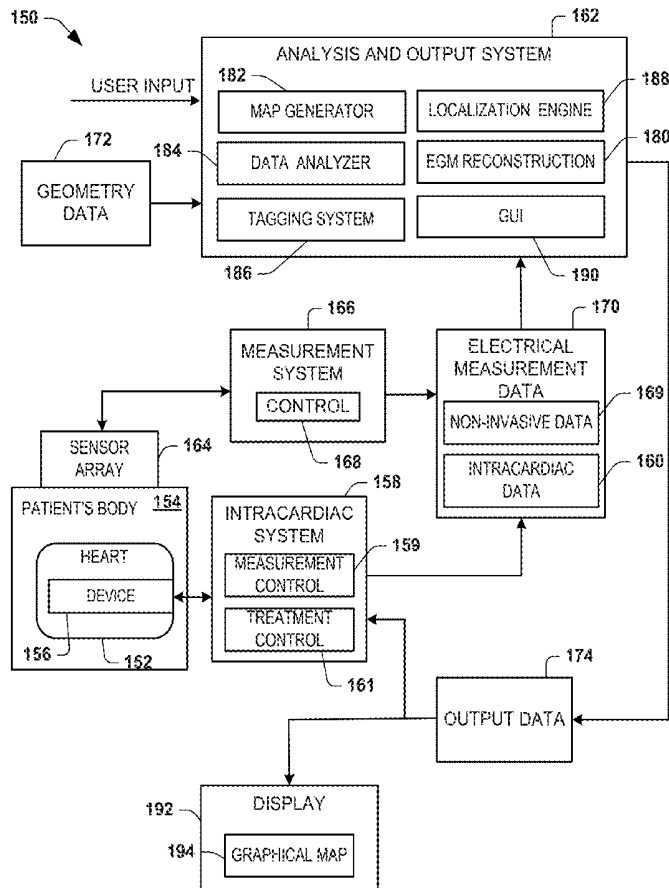 150
162
ANALYSIS AND OUTPUT SYSTEM
USER INPUT
182
188
MAP GENERATOR
LOCALIZATION ENGINE
172
184
180
DATA ANALYZER
EGM RECONSTRUCTION
GEOMETRY
DATA
TAGGING SYSTEM
GUI
186
190
166
170
MEASUREMENT
SYSTEM
ELECTRICAL
MEASUREMENT
DATA
CONTROL
169
NON-INVASIVE DATA
168
SENSOR
ARRAY
164
160
INTRACARDIAC
DATA
158
PATIENT'S BODY
154
INTRACARDIAC
SYSTEM
159
HEART
MEASUREMENT
CONTROL
DEVICE
TREATMENT
CONTROL
156
152
161
174
OUTPUT DATA
192
DISPLAY
194
GRAPHICAL MAP